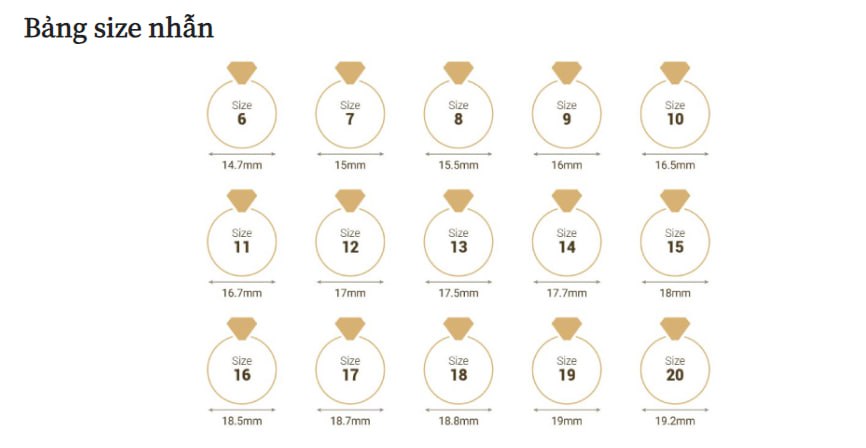 Bảng size nhẫn
Size Size Size Size Size
6 7 8 9 10
14.7mm 15mm 15.5mm 16mm 16.5mm
Size Size Size Size Size
11 12 13 14 15
16.7mm 17mm 17.5mm 17.7mm 18mm
Size Size Size Size Size
16 17 18 19 20
18.5mm 18.7mm 18.8mm 19mm 19.2mm